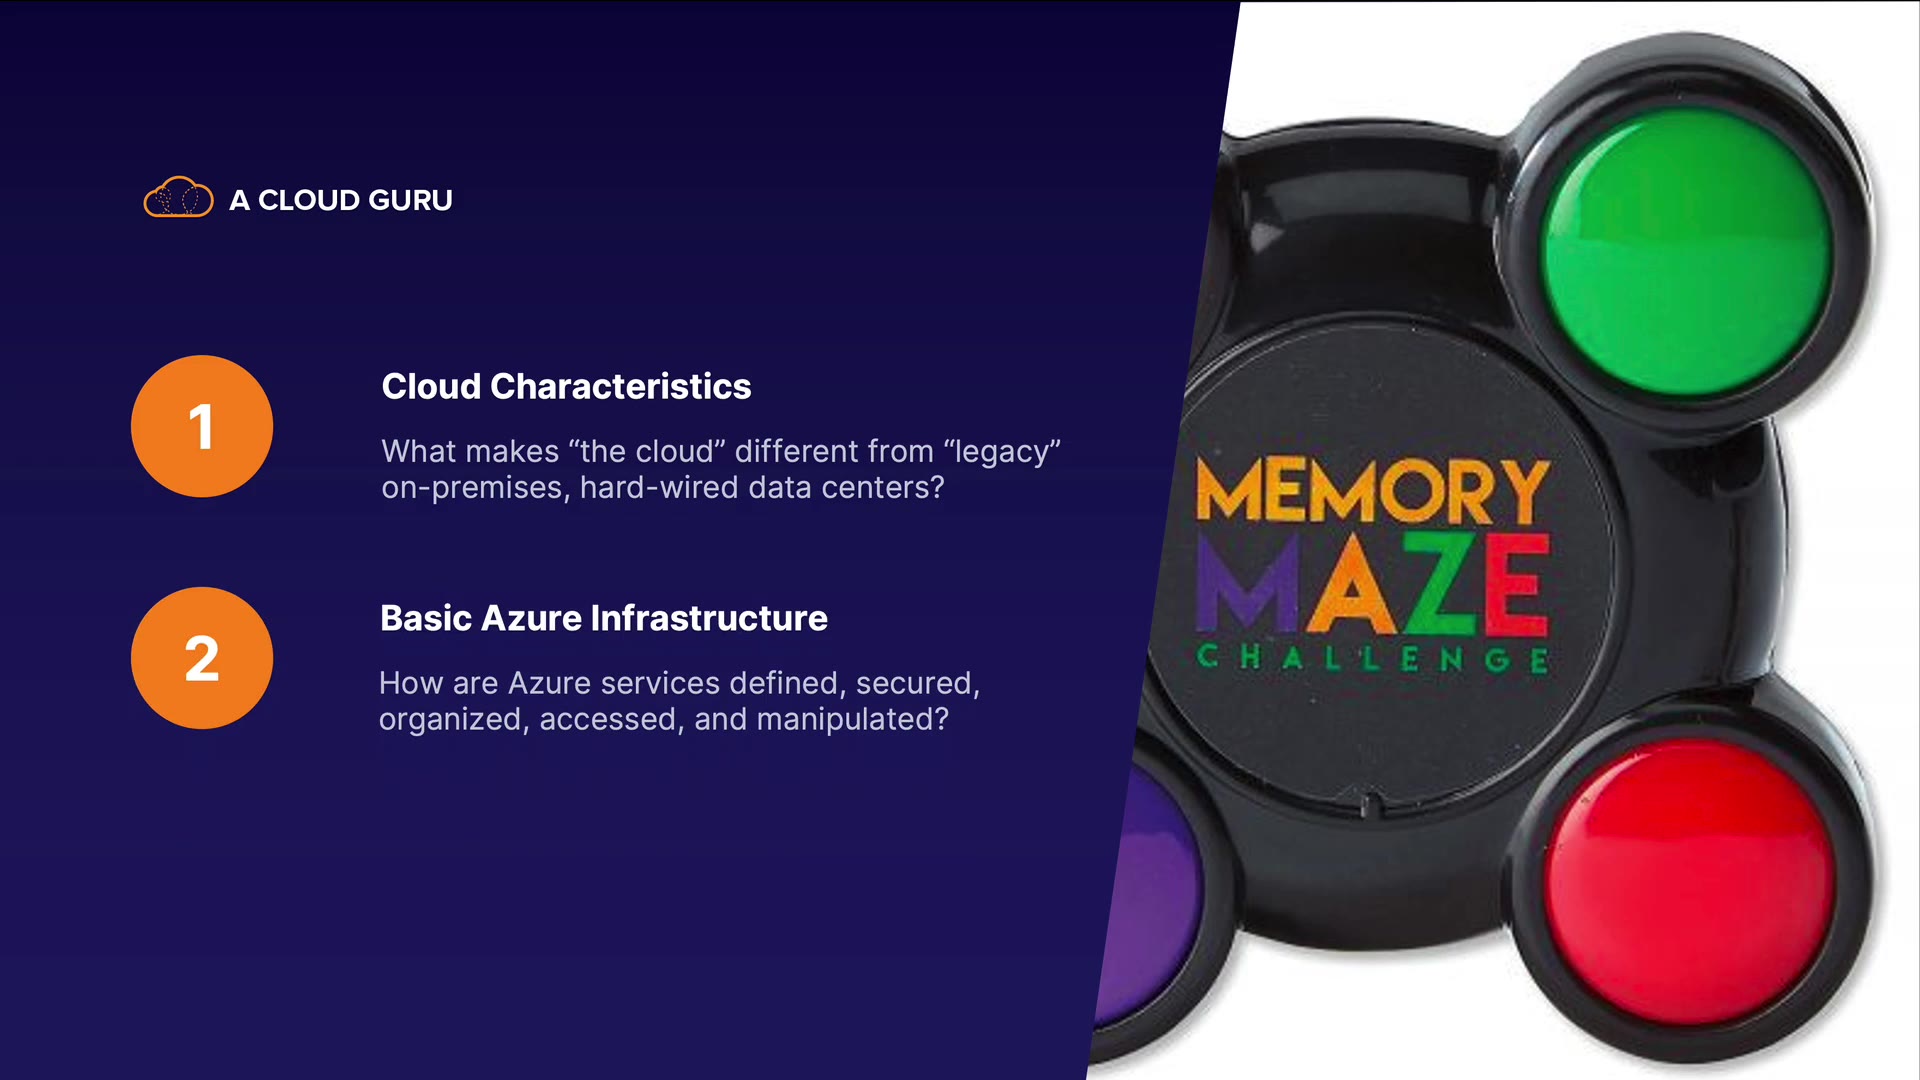 A CLOUD GURU
1
Cloud Characteristics
What makes “the cloud” different from “legacy”
on-premises, hard-wired data centers?
2
Basic Azure Infrastructure
How are Azure services defined, secured,
organized, accessed, and manipulated?
MEMORY
MAZE
CHALLENGE